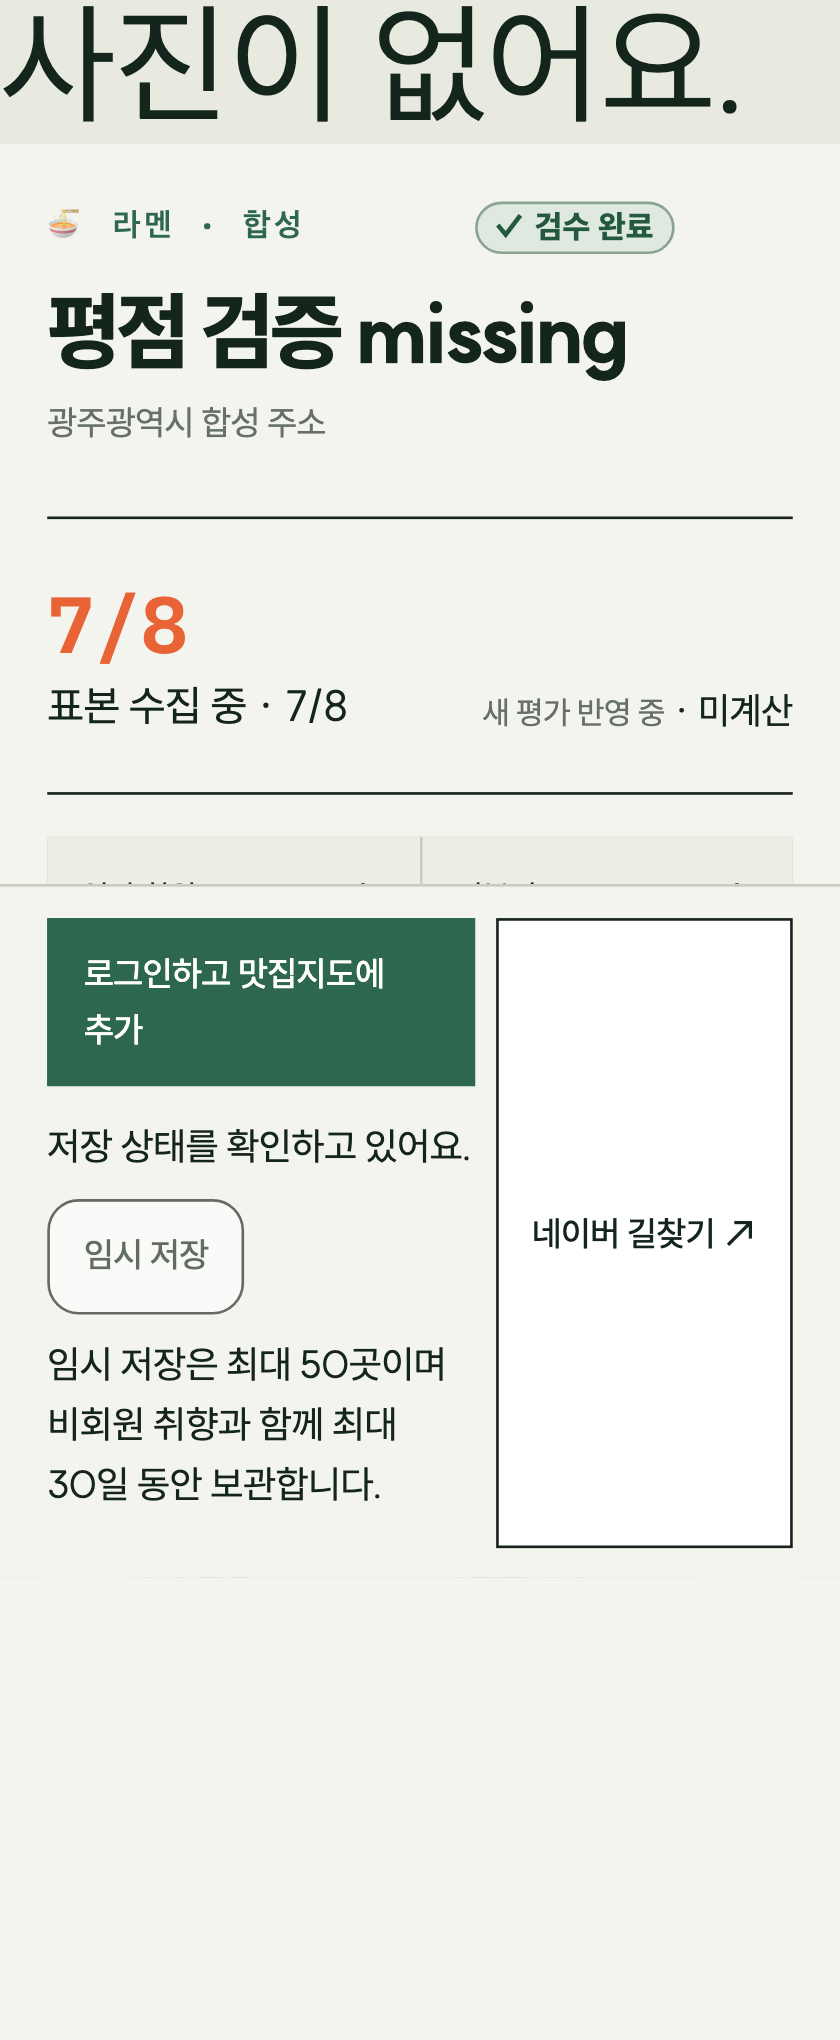 사진이 없어요.
🍜 라멘 · 합성
✓ 검수 완료
평점 검증 missing
광주광역시 합성 주소
7/8
표본 수집 중 · 7/8
새 평가 반영 중 · 미계산
로그인하고 맛집지도에
추가
저장 상태를 확인하고 있어요.
임시 저장
임시 저장은 최대 50곳이며
비회원 취향과 함께 최대
30일 동안 보관합니다.
네이버 길찾기 ↗